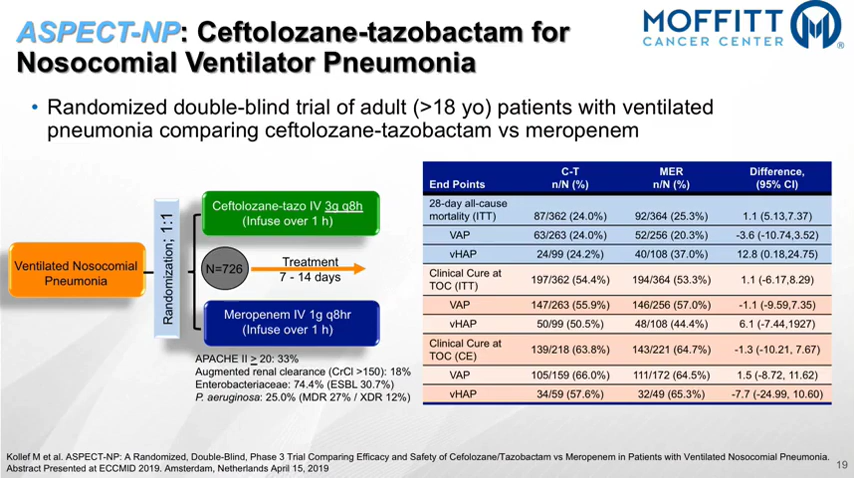 ASPECT-NP: Ceftolozane-tazobactam for
Nosocomial Ventilator Pneumonia
MOFFITT
CANCER CENTER
®
• Randomized double-blind trial of adult (>18 yo) patients with ventilated
pneumonia comparing ceftolozane-tazobactam vs meropenem
Ventilated Nosocomial
Pneumonia
Randomization; 1:1
Ceftolozane-tazo IV 3g q8h
(Infuse over 1 h)
N=726
Treatment
7 - 14 days
Meropenem IV 1g q8hr
(Infuse over 1 h)
APACHE II > 20: 33%
Augmented renal clearance (CrCl >150): 18%
Enterobacteriaceae: 74.4% (ESBL 30.7%)
P. aeruginosa: 25.0% (MDR 27% / XDR 12%)
End Points C-T n/N (%) MER n/N (%) Difference, (95% CI)
28-day all-cause
mortality (ITT) 87/362 (24.0%) 92/364 (25.3%) 1.1 (5.13,7.37)
VAP 63/263 (24.0%) 52/256 (20.3%) -3.6 (-10.74,3.52)
vHAP 24/99 (24.2%) 40/108 (37.0%) 12.8 (0.18,24.75)
Clinical Cure at
TOC (ITT) 197/362 (54.4%) 194/364 (53.3%) 1.1 (-6.17,8.29)
VAP 147/263 (55.9%) 146/256 (57.0%) -1.1 (-9.59,7.35)
vHAP 50/99 (50.5%) 48/108 (44.4%) 6.1 (-7.44,1927)
Clinical Cure at
TOC (CE) 139/218 (63.8%) 143/221 (64.7%) -1.3 (-10.21, 7.67)
VAP 105/159 (66.0%) 111/172 (64.5%) 1.5 (-8.72, 11.62)
vHAP 34/59 (57.6%) 32/49 (65.3%) -7.7 (-24.99, 10.60)
Kollef M et al. ASPECT-NP: A Randomized, Double-Blind, Phase 3 Trial Comparing Efficacy and Safety of Cefolozane/Tazobactam vs Meropenem in Patients with Ventilated Nosocomial Pneumonia.
Abstract Presented at ECCMID 2019. Amsterdam, Netherlands April 15, 2019
19